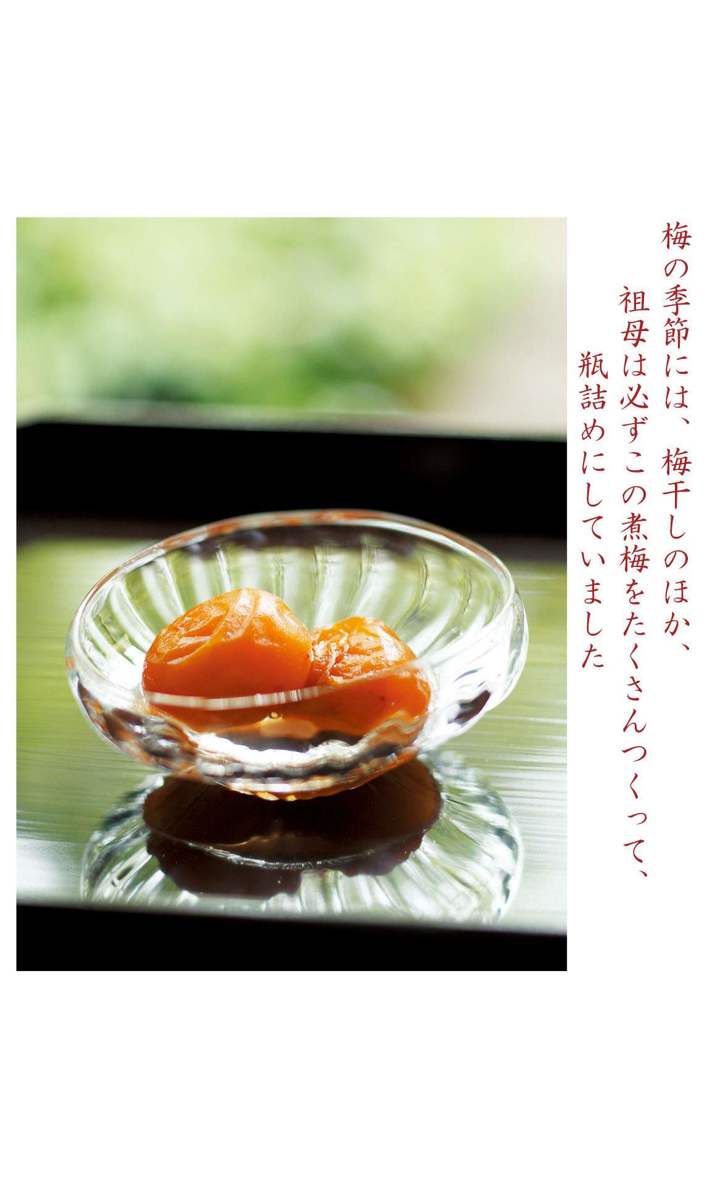 梅の季節には、梅干しのほか、
祖母は必ずこの煮梅をたくさんつくって、
瓶詰めにしていました